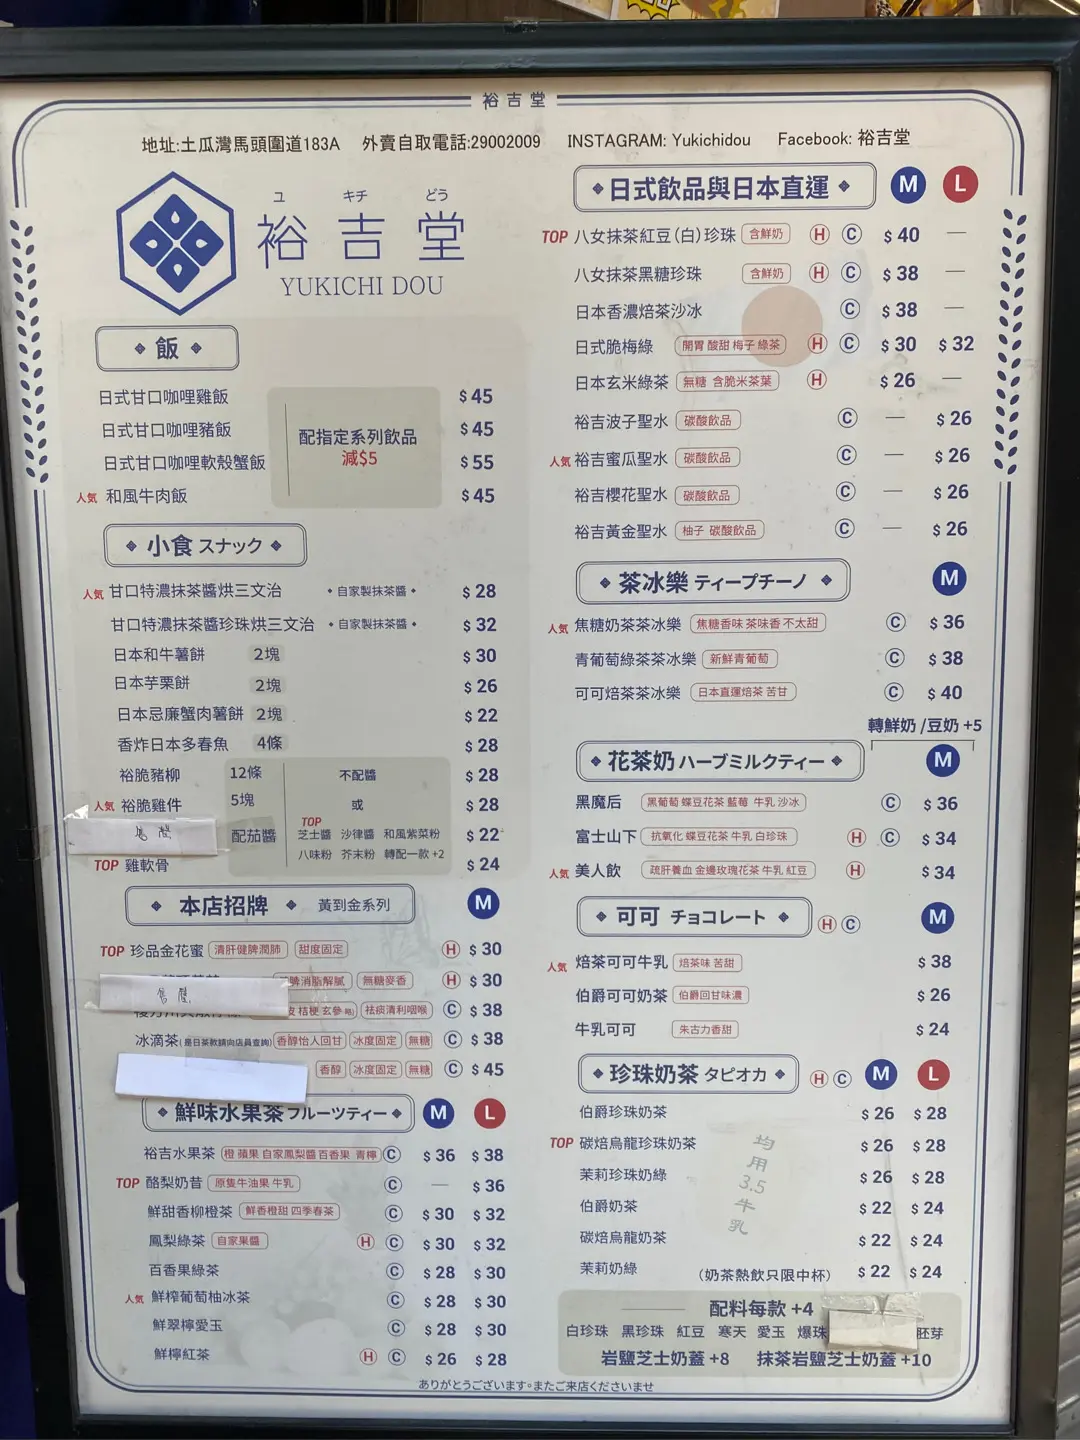 裕吉堂
地址:土瓜灣馬頭圍道183A 外賣自取電話:29002009 INSTAGRAM: Yukichidou Facebook: 裕吉堂
ユ キチ どう
裕吉堂
YUKICHI DOU
飯
日式甘口咖哩雞飯 $45
日式甘口咖哩豬飯 $45
日式甘口咖哩軟殼蟹飯 $55
人気 和風牛肉飯 $45
配指定系列飲品
減$5
小食 スナック
人気 甘口特濃抹茶醬烘三文治 自家製抹茶醬 $28
甘口特濃抹茶醬珍珠烘三文治 自家製抹茶醬 $32
日本和牛薯餅 2塊 $30
日本芋栗餅 2塊 $26
日本忌廉蟹肉薯餅 2塊 $22
香炸日本多春魚 4條 $28
裕脆豬柳 12條 $28
人気 裕脆雞件 5塊 $28
售罄 配茄醬 $22
TOP 雞軟骨 $24
不配醬
或
TOP
芝士醬 沙律醬 和風紫菜粉
八味粉 芥末粉 轉配一款+2
本店招牌 黃到金系列 M
TOP 珍品金花蜜 清肝健脾潤肺 甜度固定 H $30
脾消脂解膩 無糖麥香 H $30
售罄
桔梗 玄參 祛痰清利咽喉 C $38
冰滴茶(是日茶款請向店員查詢) 香醇怡人回甘 冰度固定 無糖 C $38
香醇 冰度固定 無糖 C $45
鮮味水果茶 フルーツティー M L
裕吉水果茶 橙 蘋果 自家鳳梨醬 百香果 青檸 C $36 $38
TOP 酪梨奶昔 原隻牛油果 牛乳 C — $36
鮮甜香柳橙茶 鮮香橙甜 四季春茶 C $30 $32
鳳梨綠茶 自家果醬 H C $30 $32
百香果綠茶 C $28 $30
人気 鮮榨葡萄柚冰茶 C $28 $30
鮮翠檸愛玉 C $28 $30
鮮檸紅茶 H C $26 $28
日式飲品與日本直運 M L
TOP 八女抹茶紅豆(白)珍珠 含鮮奶 H C $40 —
八女抹茶黑糖珍珠 含鮮奶 H C $38 —
日本香濃焙茶沙冰 C $38 —
日式脆梅綠 開胃 酸甜 梅子 綠茶 H C $30 $32
日本玄米綠茶 無糖 含脆米茶葉 H $26 —
裕吉波子聖水 碳酸飲品 C — $26
人気 裕吉蜜瓜聖水 碳酸飲品 C — $26
裕吉櫻花聖水 碳酸飲品 C — $26
裕吉黃金聖水 柚子 碳酸飲品 C — $26
茶冰樂 ティープチーノ M
人気 焦糖奶茶茶冰樂 焦糖香味 茶味香 不太甜 C $36
青葡萄綠茶茶冰樂 新鮮青葡萄 C $38
可可焙茶茶冰樂 日本直運焙茶 苦甘 C $40
轉鮮奶/豆奶 +5
花茶奶 ハーブミルクティー M
黑魔后 黑葡萄 蝶豆花茶 藍莓 牛乳 沙冰 C $36
富士山下 抗氧化 蝶豆花茶 牛乳 白珍珠 H C $34
人気 美人飲 疏肝養血 金邊玫瑰花茶 牛乳 紅豆 H $34
可可 チョコレート H C M
人気 焙茶可可牛乳 焙茶味 苦甜 $38
伯爵可可奶茶 伯爵回甘味濃 $26
牛乳可可 朱古力香甜 $24
珍珠奶茶 タピオカ H C M L
伯爵珍珠奶茶 $26 $28
TOP 碳焙烏龍珍珠奶茶 $26 $28
茉莉珍珠奶綠 $26 $28
伯爵奶茶 $22 $24
碳焙烏龍奶茶 $22 $24
茉莉奶綠 (奶茶熱飲只限中杯) $22 $24
均用3.5牛乳
配料每款 +4
白珍珠 黑珍珠 紅豆 寒天 愛玉 爆珠 胚芽
岩鹽芝士奶蓋 +8 抹茶岩鹽芝士奶蓋 +10
ありがとうございます。またご来店くださいませ